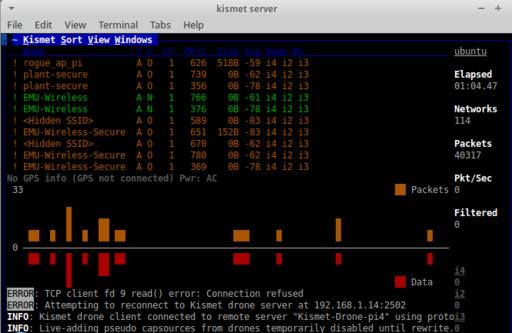 kismet server
File Edit View Terminal Tabs Help
~ Kismet Sort View Windows
Name T C Ch Pkts Size Sig Seen By
ubuntu
! rogue_ap_pi A O 1 626 518B -59 i4 i2 i3
! plant-secure A O 1 739 0B -62 i4 i2 i3
Elapsed
! plant-secure A O 1 356 0B -78 i4 i2 i3
01:04.47
! EMU-Wireless A N 1 766 0B -61 i4 i2 i3
! EMU-Wireless A N 1 376 0B -78 i4 i2 i3
Networks
! <Hidden SSID> A O 1 589 0B -83 i4 i2 i3
114
! EMU-Wireless-Secure A O 1 651 152B -83 i4 i2 i3
! <Hidden SSID> A O 1 670 0B -62 i4 i2 i3
Packets
! EMU-Wireless-Secure A O 1 780 0B -62 i4 i2 i3
40317
! EMU-Wireless-Secure A O 1 369 0B -78 i4 i2 i3
No GPS info (GPS not connected) Pwr: AC
Pkt/Sec
33
Packets
0
Filtered
0
0
Data
i4
0
ERROR: TCP client fd 9 read() error: Connection refused
i2
ERROR: Attempting to reconnect to Kismet drone server at 192.168.1.14:2502
0
INFO: Kismet drone client connected to remote server "Kismet-Drone-pi4" using proto
i3
INFO: Live-adding pseudo capsources from drones temporarily disabled until rewrite.
0